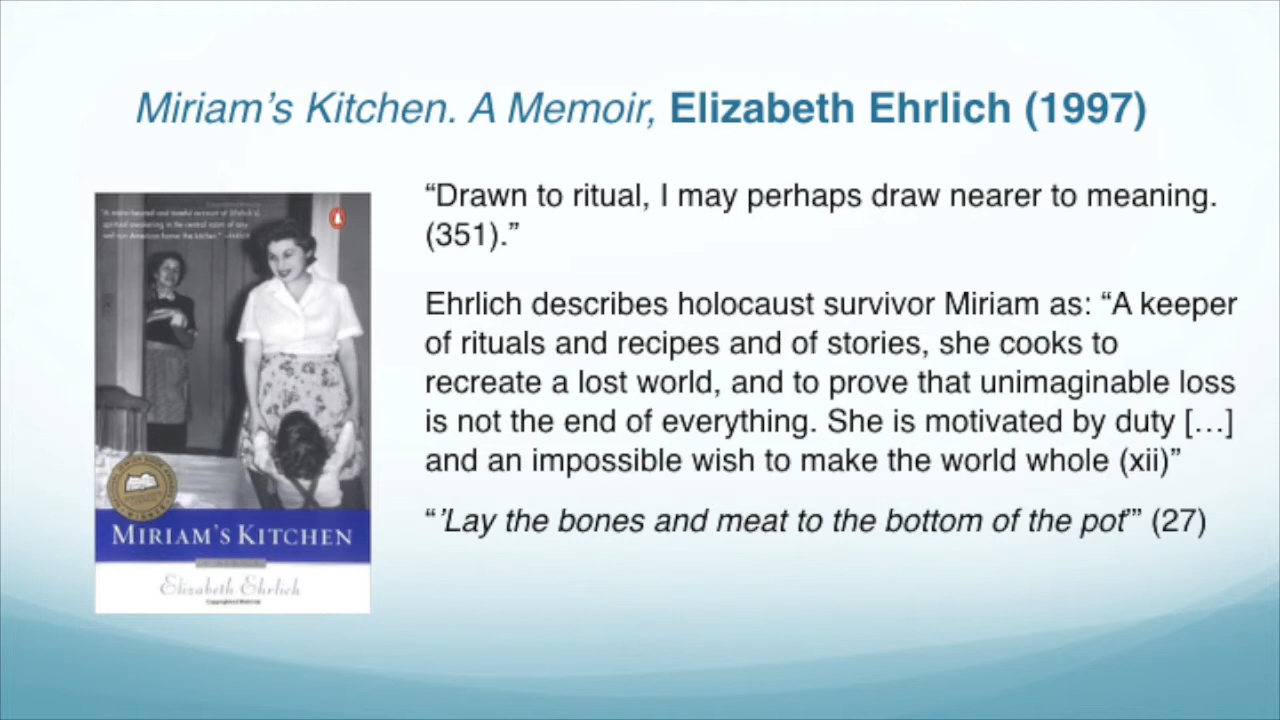 Miriam’s Kitchen. A Memoir, Elizabeth Ehrlich (1997)
“Drawn to ritual, I may perhaps draw nearer to meaning.
(351).”
Ehrlich describes holocaust survivor Miriam as: “A keeper
of rituals and recipes and of stories, she cooks to
recreate a lost world, and to prove that unimaginable loss
is not the end of everything. She is motivated by duty […]
and an impossible wish to make the world whole (xii)”
“’Lay the bones and meat to the bottom of the pot’” (27)
MIRIAM’S KITCHEN
Elizabeth Ehrlich